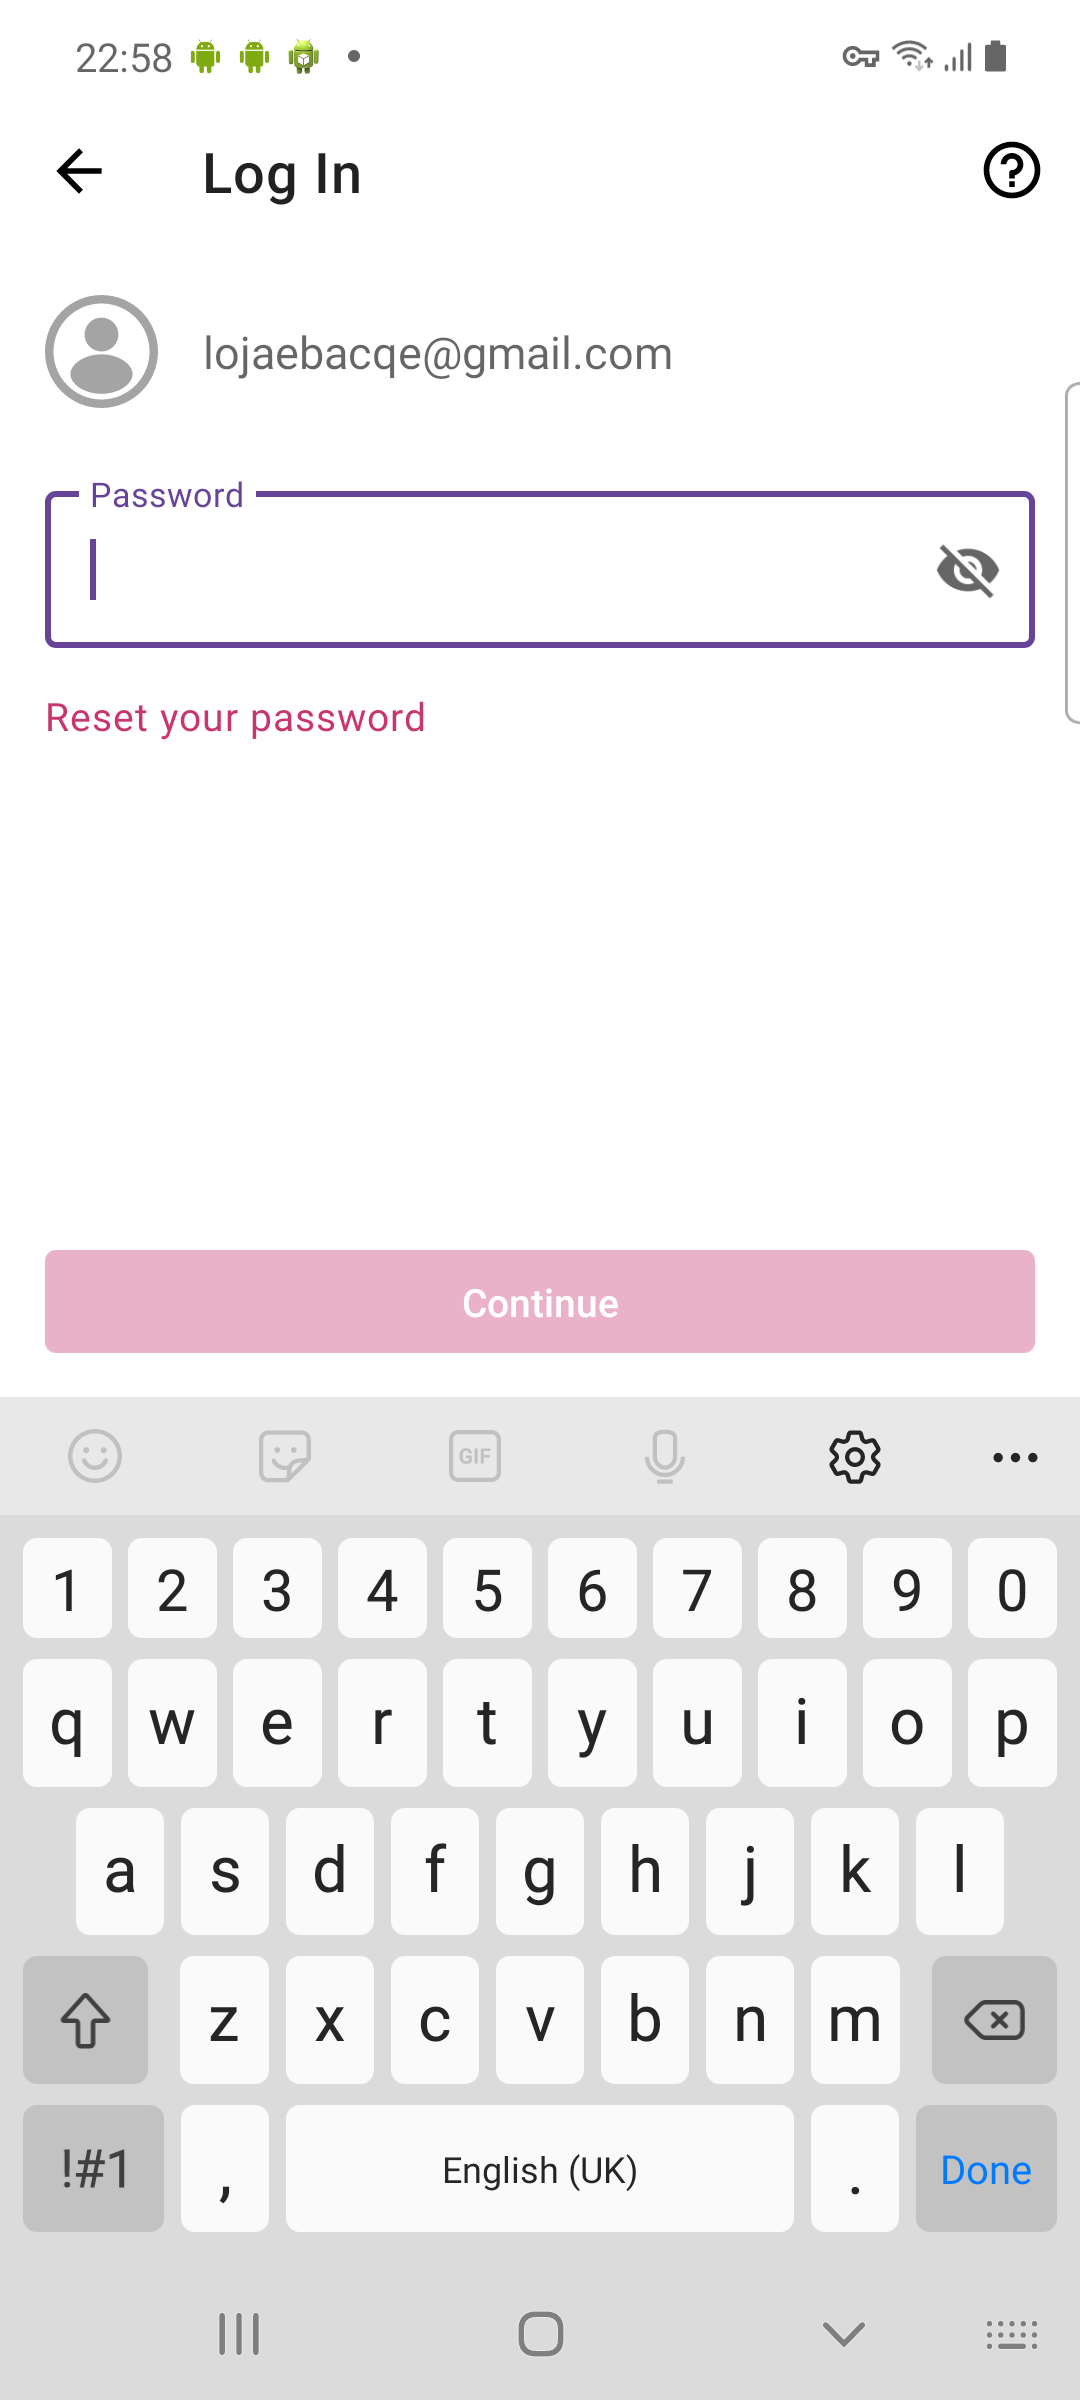 22:58
Log In
lojaebacqe@gmail.com
Password
Reset your password
Continue
GIF
1 2 3 4 5 6 7 8 9 0
q w e r t y u i o p
a s d f g h j k l
z x c v b n m
!#1 , English (UK) . Done